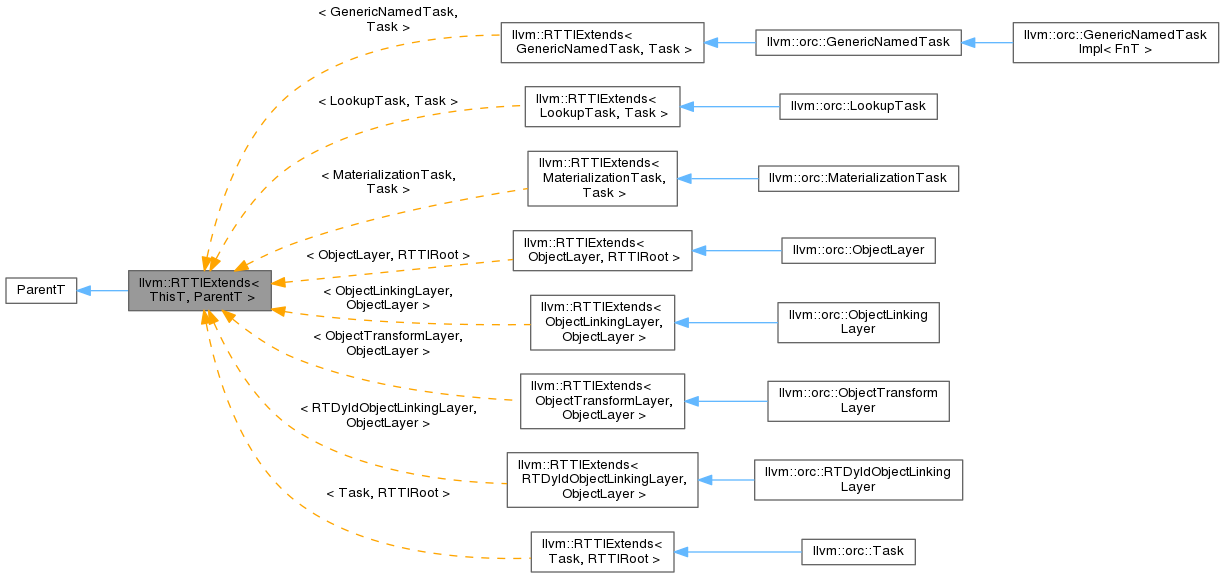 < GenericNamedTask,
Task >
llvm::RTTIExtends<
GenericNamedTask, Task >
llvm::orc::GenericNamedTask
llvm::orc::GenericNamedTask
Impl< FnT >
< LookupTask, Task >
llvm::RTTIExtends<
LookupTask, Task >
llvm::orc::LookupTask
< MaterializationTask,
Task >
llvm::RTTIExtends<
MaterializationTask,
Task >
llvm::orc::MaterializationTask
< ObjectLayer, RTTIRoot >
llvm::RTTIExtends<
ObjectLayer, RTTIRoot >
llvm::orc::ObjectLayer
ParentT
llvm::RTTIExtends<
ThisT, ParentT >
< ObjectLinkingLayer,
ObjectLayer >
llvm::RTTIExtends<
ObjectLinkingLayer,
ObjectLayer >
llvm::orc::ObjectLinking
Layer
< ObjectTransformLayer,
ObjectLayer >
llvm::RTTIExtends<
ObjectTransformLayer,
ObjectLayer >
llvm::orc::ObjectTransform
Layer
< RTDyldObjectLinkingLayer,
ObjectLayer >
llvm::RTTIExtends<
RTDyldObjectLinkingLayer,
ObjectLayer >
llvm::orc::RTDyldObjectLinking
Layer
< Task, RTTIRoot >
llvm::RTTIExtends<
Task, RTTIRoot >
llvm::orc::Task